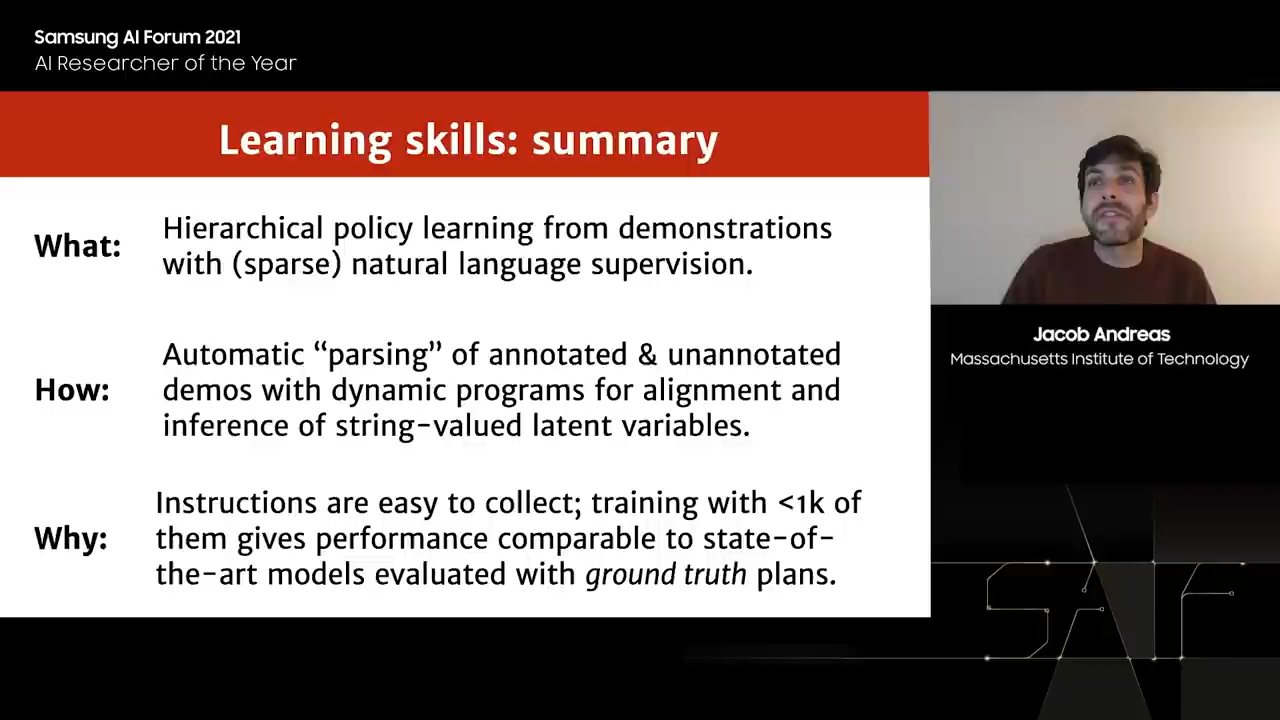 Samsung AI Forum 2021
AI Researcher of the Year
Learning skills: summary
What:
Hierarchical policy learning from demonstrations
with (sparse) natural language supervision.
How:
Automatic “parsing” of annotated & unannotated
demos with dynamic programs for alignment and
inference of string-valued latent variables.
Why:
Instructions are easy to collect; training with <1k of
them gives performance comparable to state-of-
the-art models evaluated with ground truth plans.
Jacob Andreas
Massachusetts Institute of Technology
SAIF